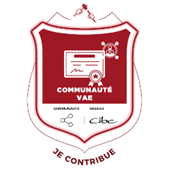 COMMUNAUTÉ
VAE
COMMUNAUTÉ RÉSEAU
cibc
JE CONTRIBUE